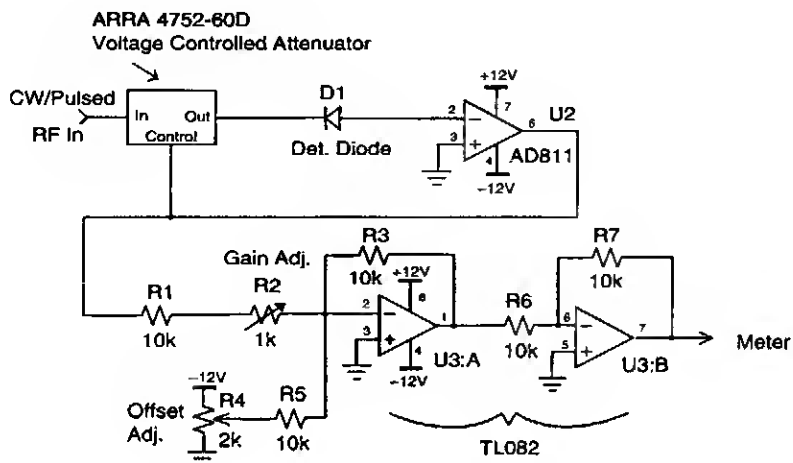 ARRA 4752-60D
Voltage Controlled Attenuator
CW/Pulsed
RF In
In
Out
Control
D1
Det. Diode
+12V
2
7
3
6
4
U2
AD811
−12V
Gain Adj.
R1
10k
R2
1k
R3
10k
+12V
2
8
3
1
4
U3:A
−12V
R6
10k
R7
10k
6
5
7
U3:B
Meter
−12V
R4
2k
Offset
Adj.
R5
10k
TL082